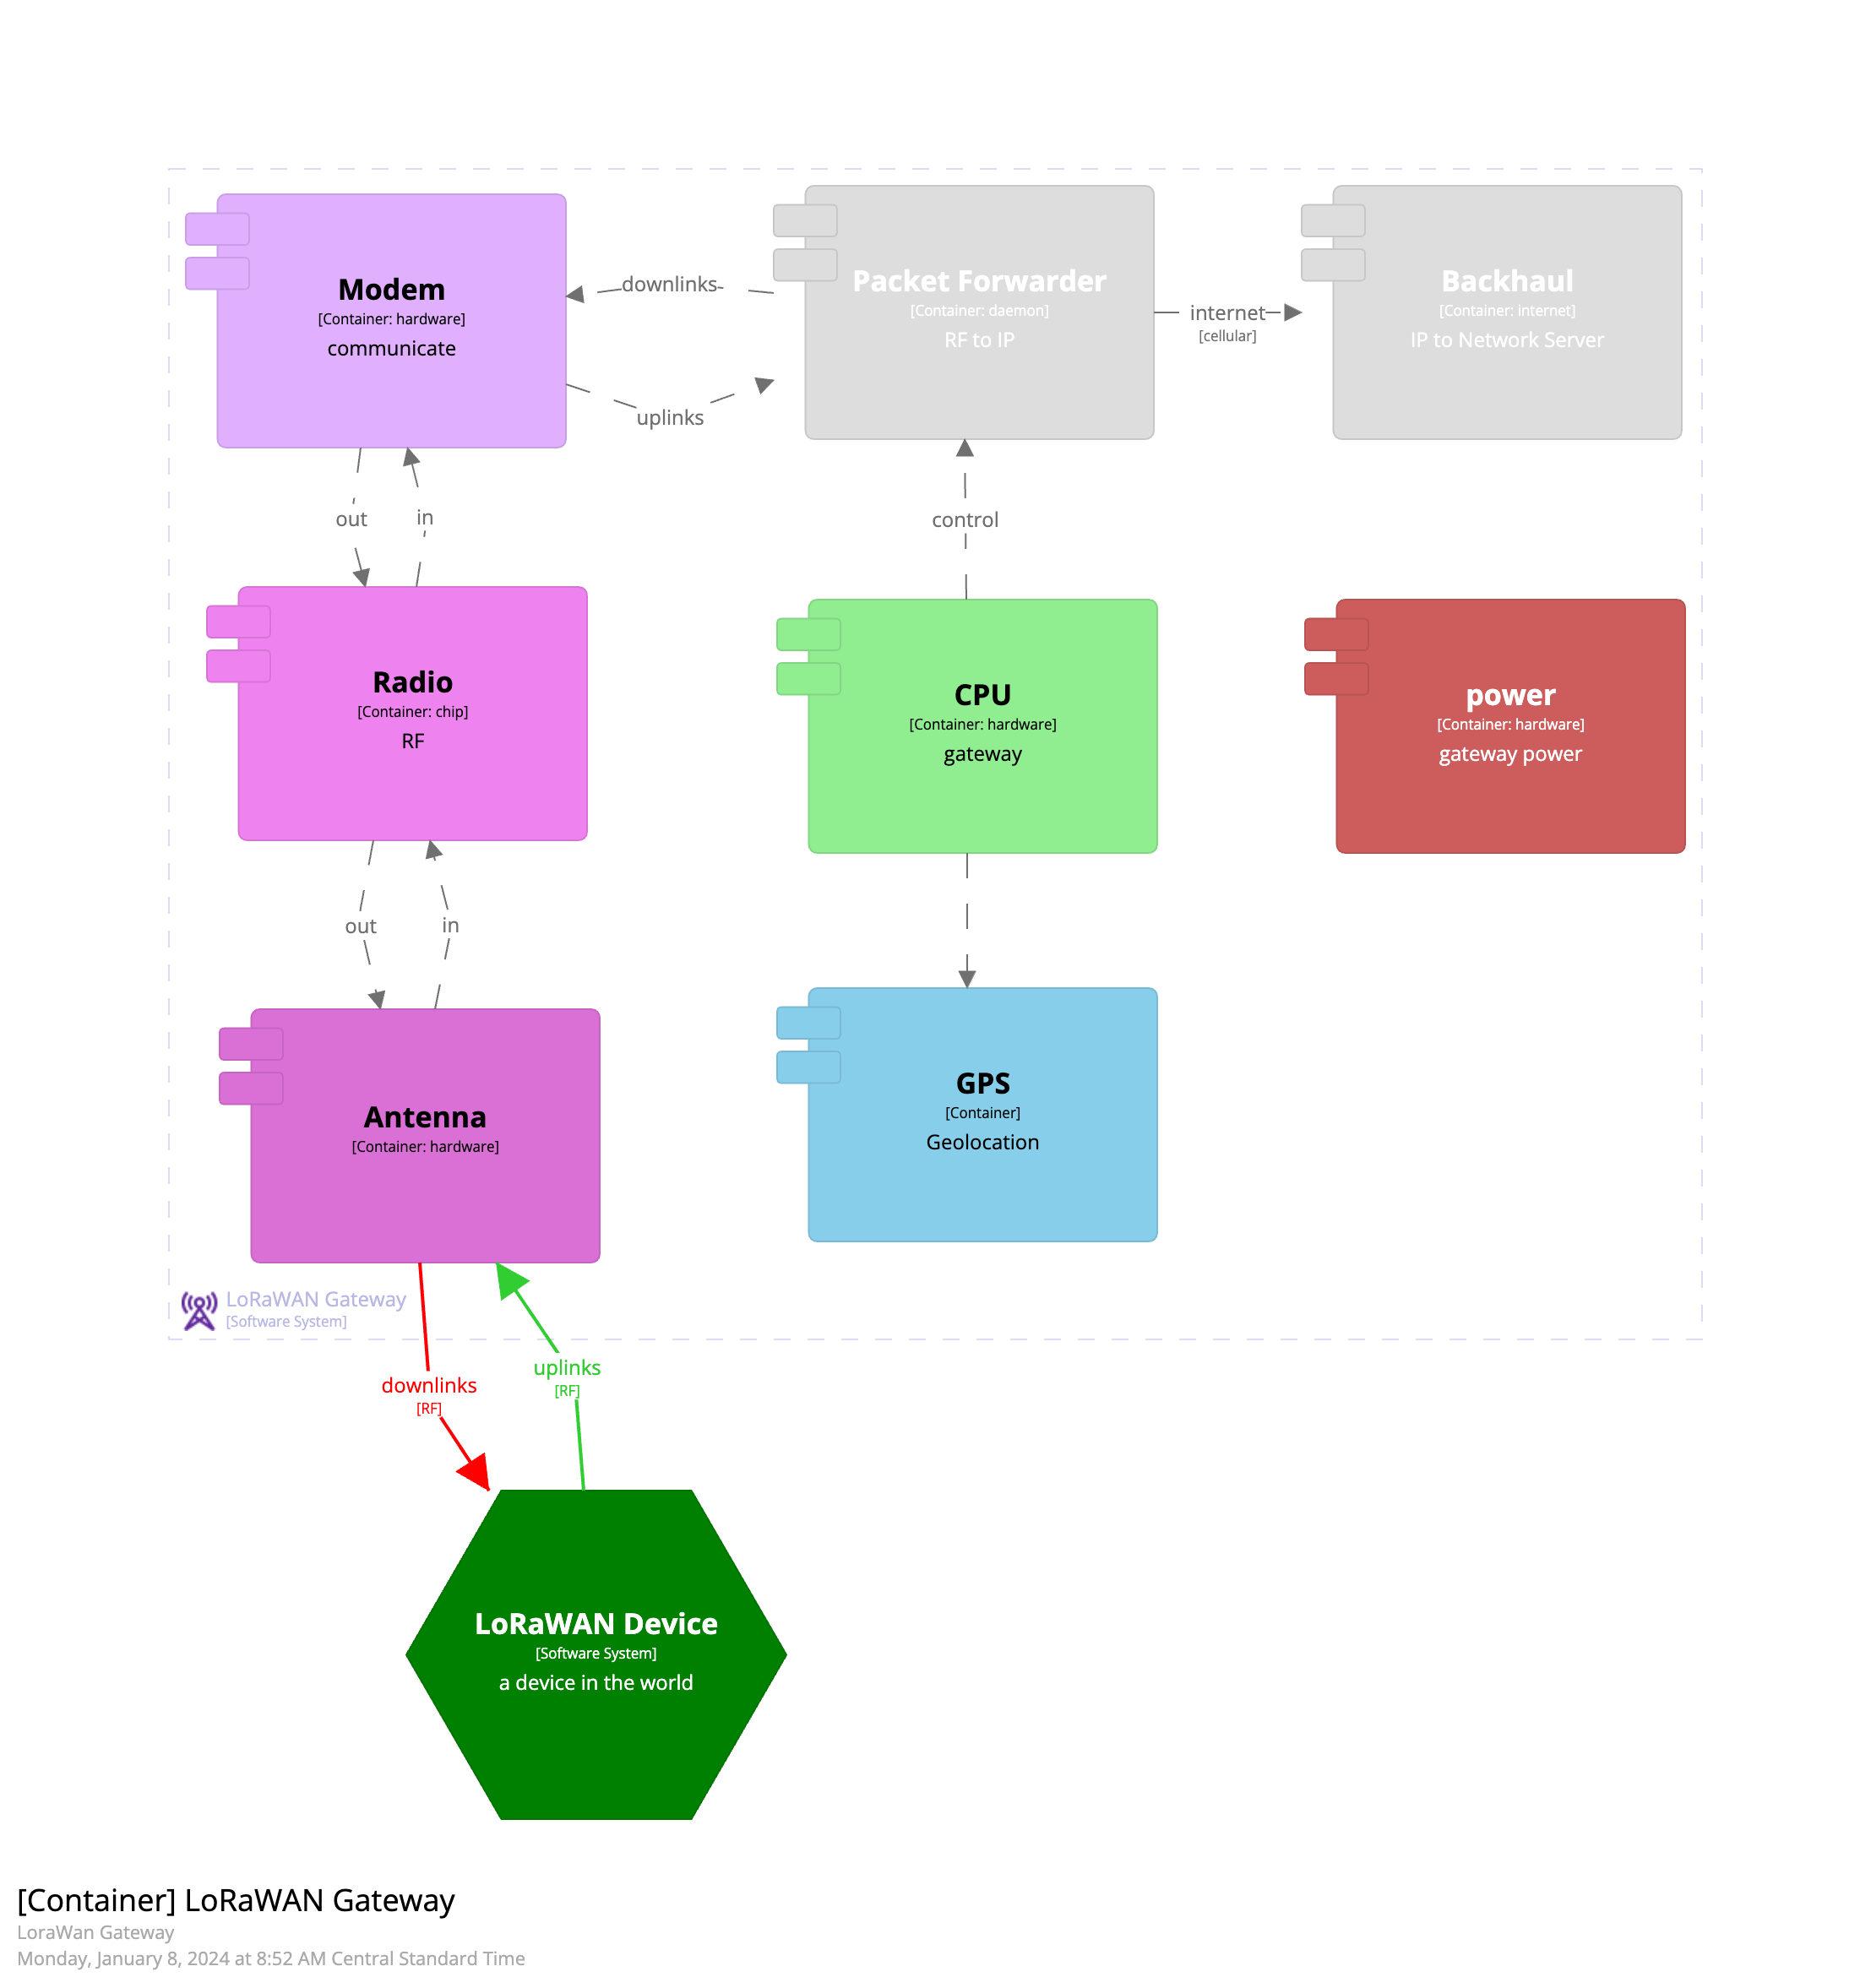 Modem
[Container: hardware]
communicate
downlinks
uplinks
Packet Forwarder
[Container: daemon]
RF to IP
internet
[cellular]
Backhaul
[Container: internet]
IP to Network Server
out
in
control
Radio
[Container: chip]
RF
CPU
[Container: hardware]
gateway
power
[Container: hardware]
gateway power
out
in
Antenna
[Container: hardware]
GPS
[Container]
Geolocation
LoRaWAN Gateway
[Software System]
downlinks
[RF]
uplinks
[RF]
LoRaWAN Device
[Software System]
a device in the world
[Container] LoRaWAN Gateway
LoraWan Gateway
Monday, January 8, 2024 at 8:52 AM Central Standard Time